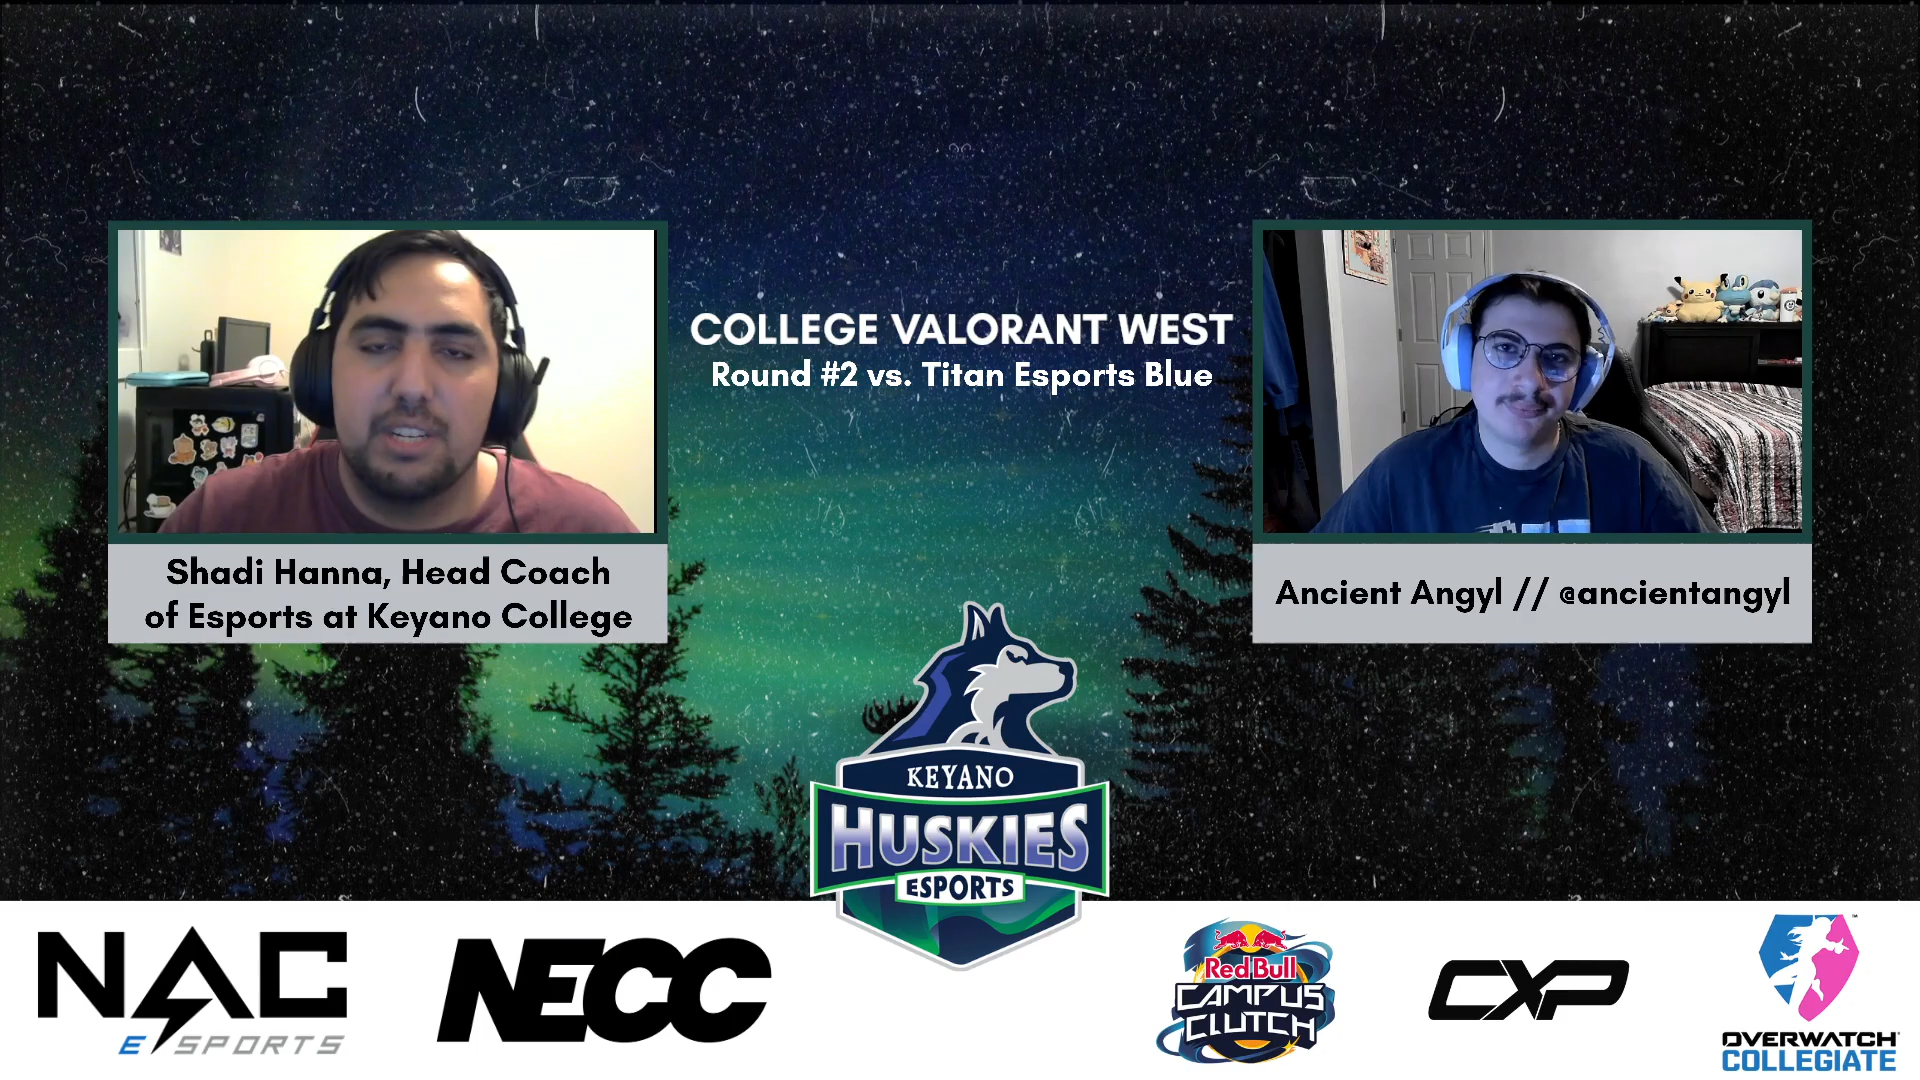 COLLEGE VALORANT WEST
Round #2 vs. Titan Esports Blue
Shadi Hanna, Head Coach
of Esports at Keyano College
Ancient Angyl // @ancientangyl
KEYANO
HUSKIES
ESPORTS
NAC
ESPORTS
NECC
Red Bull
CAMPUS
CLUTCH
CXP
OVERWATCH
COLLEGIATE